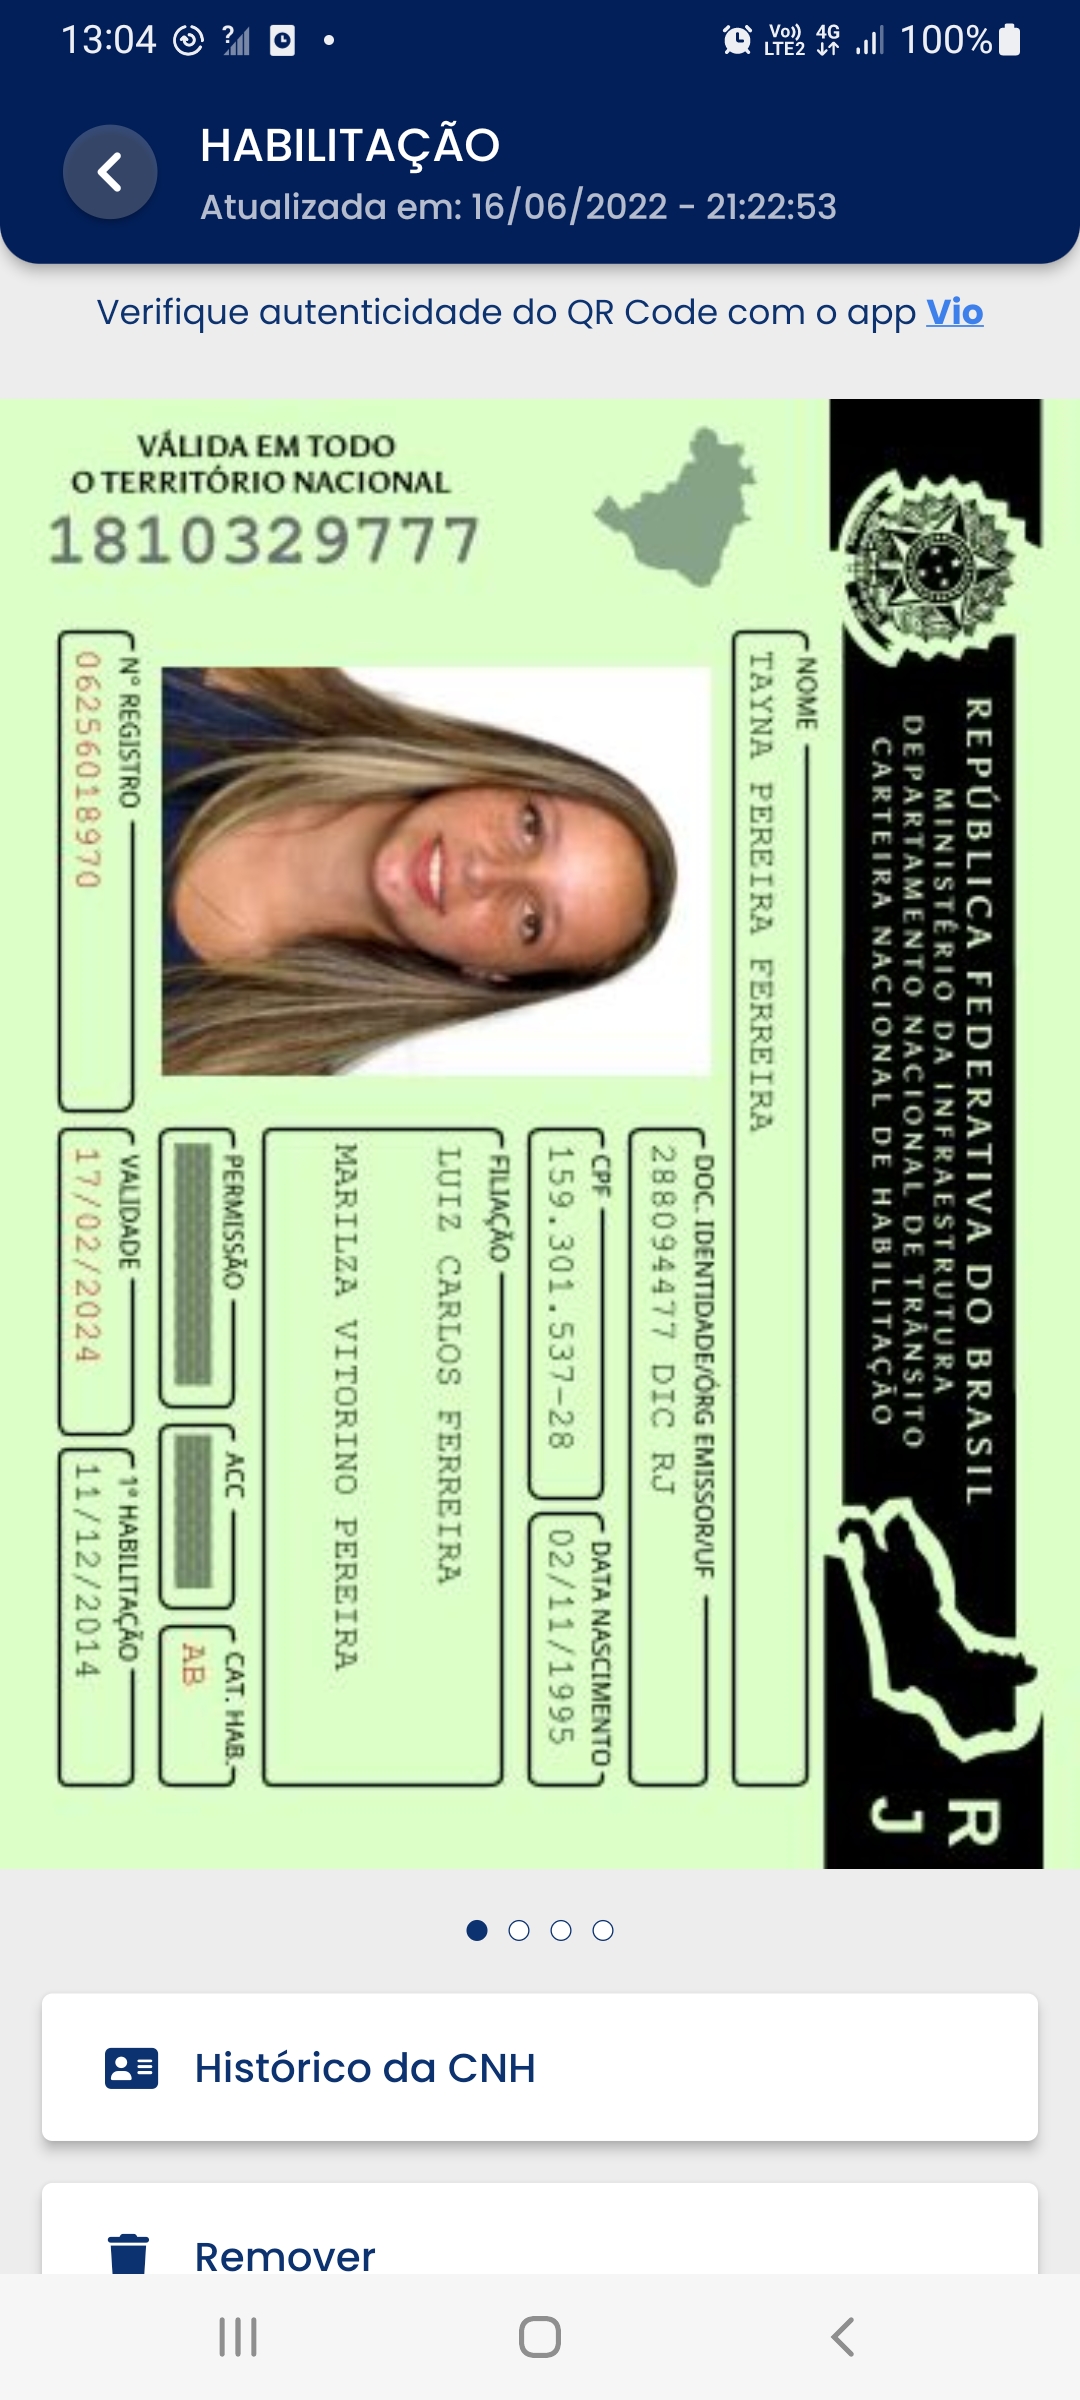 13:04
Vo)) LTE2 4G 100%
HABILITAÇÃO
Atualizada em: 16/06/2022 - 21:22:53
Verifique autenticidade do QR Code com o app Vio
VÁLIDA EM TODO
O TERRITÓRIO NACIONAL
1810329777
REPÚBLICA FEDERATIVA DO BRASIL
MINISTÉRIO DA INFRAESTRUTURA
DEPARTAMENTO NACIONAL DE TRÂNSITO
CARTEIRA NACIONAL DE HABILITAÇÃO
RJ
NOME
TAYNA PEREIRA FERREIRA
DOC. IDENTIDADE/ÓRG EMISSOR/UF
288094477 DIC RJ
CPF
159.301.537-28
DATA NASCIMENTO
02/11/1995
FILIAÇÃO
LUIZ CARLOS FERREIRA
MARILZA VITORINO PEREIRA
PERMISSÃO
ACC
CAT. HAB.
AB
Nº REGISTRO
06256018970
VALIDADE
17/02/2024
1ª HABILITAÇÃO
11/12/2014
Histórico da CNH
Remover